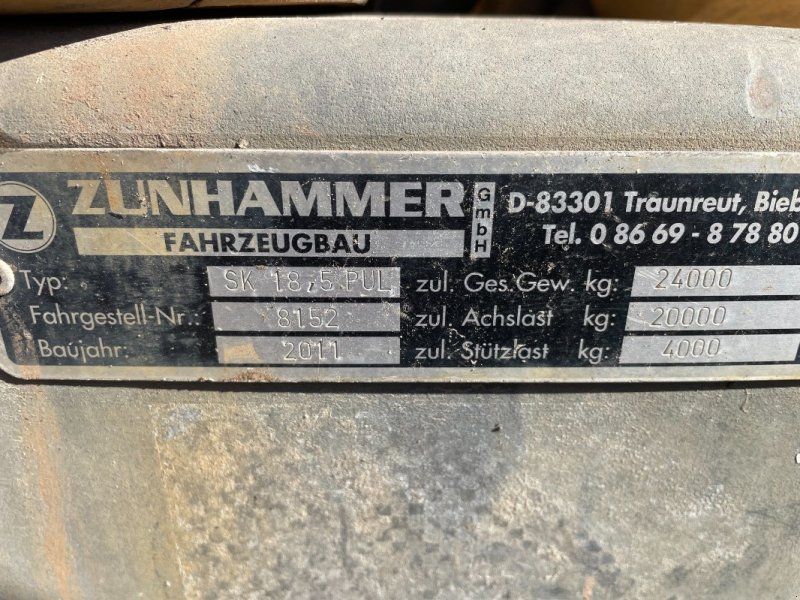 Z ZUNHAMMER GmbH
FAHRZEUGBAU
D-83301 Traunreut, Bieb
Tel. 0 86 69 - 8 78 80
Typ: SK 18,5 PUL zul. Ges.Gew. kg: 24000
Fahrgestell-Nr.: 8152 zul. Achslast kg: 20000
Baujahr: 2011 zul. Stützlast kg: 4000